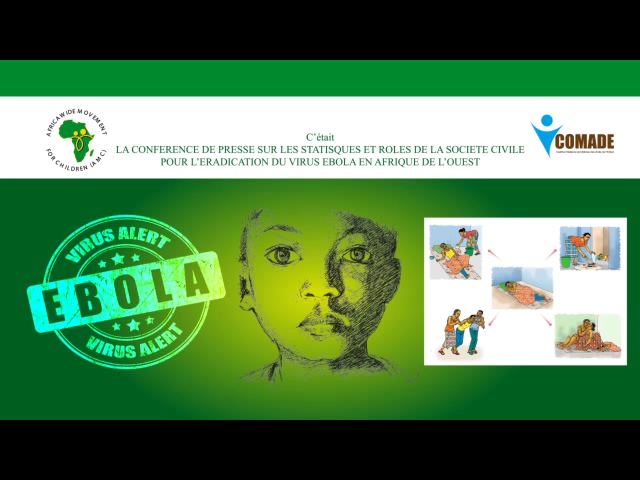 AFRICAWIDE MOVEMENT
FOR CHILDREN (AMC)
C'était
LA CONFERENCE DE PRESSE SUR LES STATISQUES ET ROLES DE LA SOCIETE CIVILE
POUR L'ERADICATION DU VIRUS EBOLA EN AFRIQUE DE L'OUEST
COMADE
VIRUS ALERT
EBOLA
VIRUS ALERT